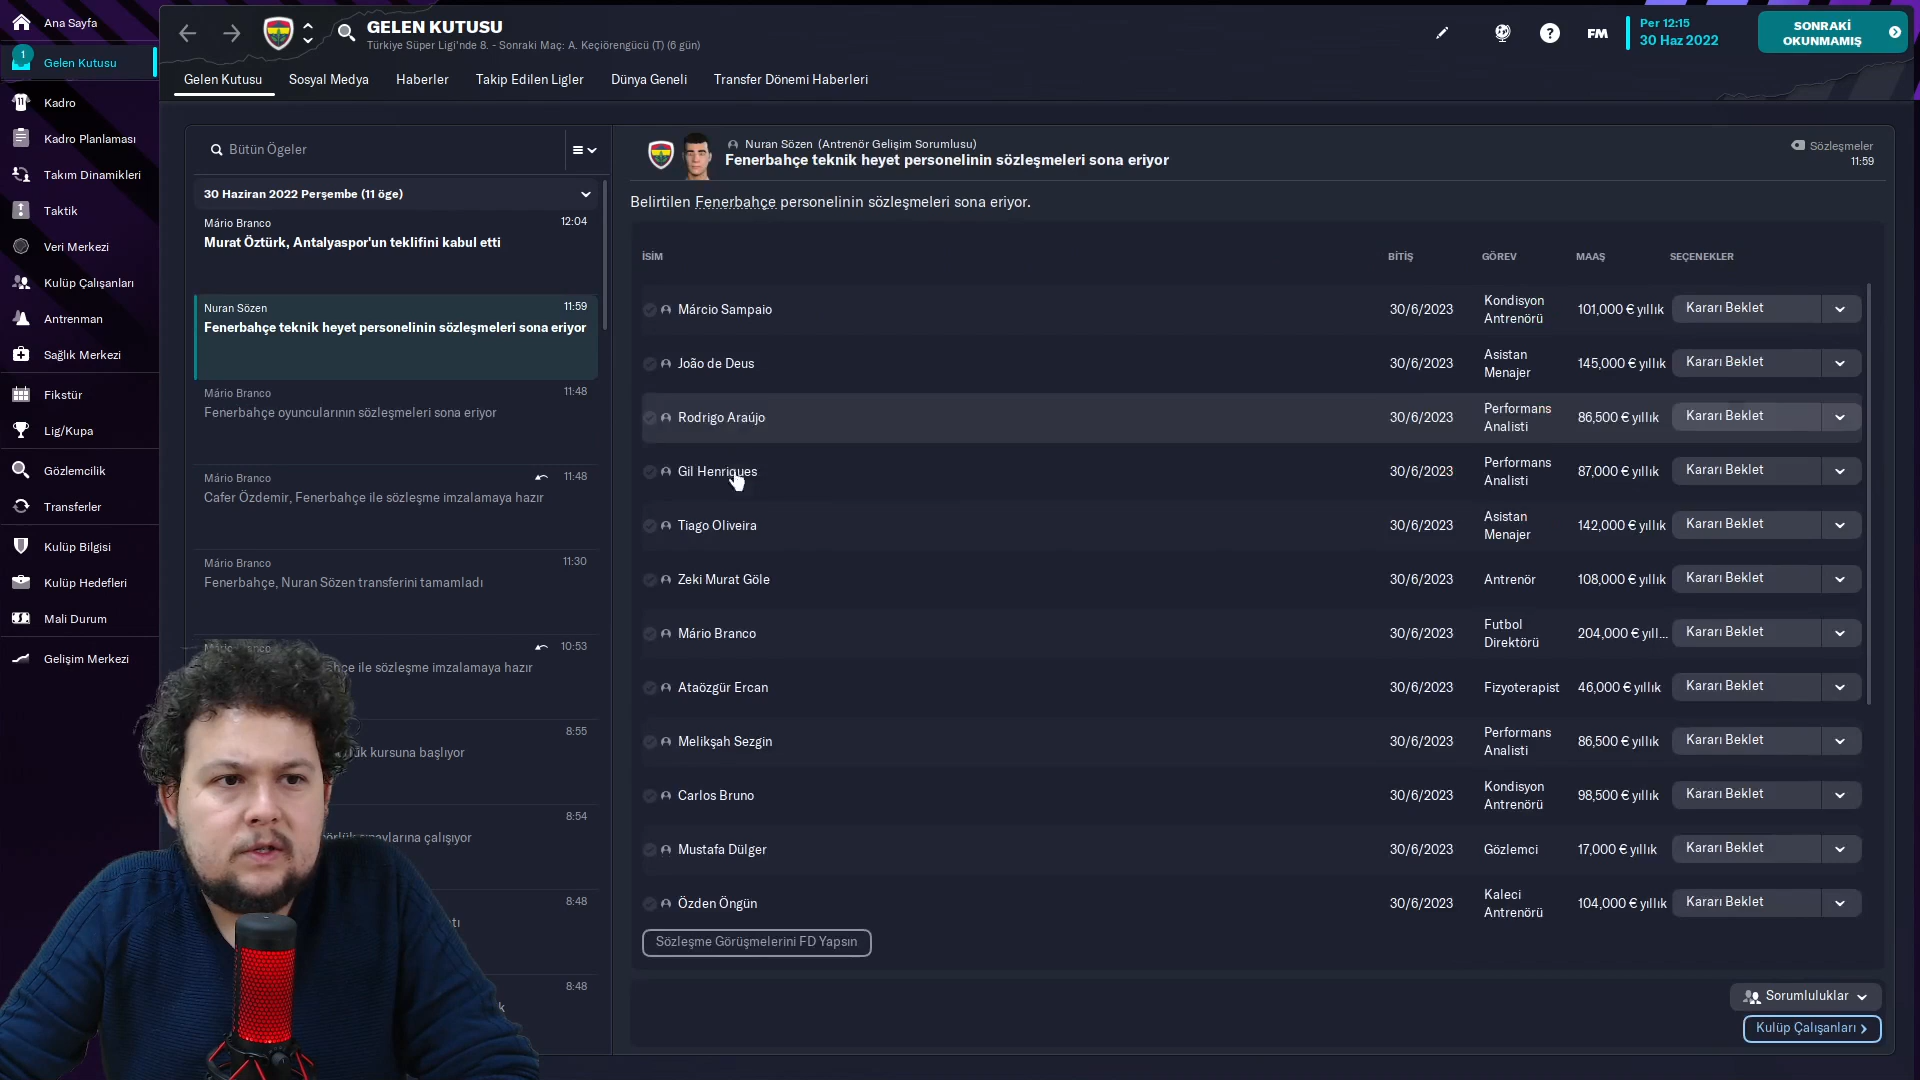 Ana Sayfa
1
Gelen Kutusu
Kadro
Kadro Planlaması
Takım Dinamikleri
Taktik
Veri Merkezi
Kulüp Çalışanları
Antrenman
Sağlık Merkezi
Fikstür
Lig/Kupa
Gözlemcilik
Transferler
Kulüp Bilgisi
Kulüp Hedefleri
Mali Durum
Gelişim Merkezi
GELEN KUTUSU
Türkiye Süper Ligi'nde 8. - Sonraki Maç: A. Keçiörengücü (T) (6 gün)
FM
Per 12:15
30 Haz 2022
SONRAKİ
OKUNMAMIŞ
Gelen Kutusu Sosyal Medya Haberler Takip Edilen Ligler Dünya Geneli Transfer Dönemi Haberleri
Bütün Ögeler
30 Haziran 2022 Perşembe (11 öge)
Mário Branco 12:04
Murat Öztürk, Antalyaspor'un teklifini kabul etti
Nuran Sözen 11:59
Fenerbahçe teknik heyet personelinin sözleşmeleri sona eriyor
Mário Branco 11:48
Fenerbahçe oyuncularının sözleşmeleri sona eriyor
Mário Branco 11:48
Cafer Özdemir, Fenerbahçe ile sözleşme imzalamaya hazır
Mário Branco 11:30
Fenerbahçe, Nuran Sözen transferini tamamladı
10:53
ile sözleşme imzalamaya hazır
8:55
kursuna başlıyor
8:54
çalışıyor
8:48
8:48
Nuran Sözen (Antrenör Gelişim Sorumlusu)
Fenerbahçe teknik heyet personelinin sözleşmeleri sona eriyor
Sözleşmeler
11:59
Belirtilen Fenerbahçe personelinin sözleşmeleri sona eriyor.
İSİM BİTİŞ GÖREV MAAŞ SEÇENEKLER
Márcio Sampaio 30/6/2023 Kondisyon Antrenörü 101,000 € yıllık Kararı Beklet
João de Deus 30/6/2023 Asistan Menajer 145,000 € yıllık Kararı Beklet
Rodrigo Araújo 30/6/2023 Performans Analisti 86,500 € yıllık Kararı Beklet
Gil Henriques 30/6/2023 Performans Analisti 87,000 € yıllık Kararı Beklet
Tiago Oliveira 30/6/2023 Asistan Menajer 142,000 € yıllık Kararı Beklet
Zeki Murat Göle 30/6/2023 Antrenör 108,000 € yıllık Kararı Beklet
Mário Branco 30/6/2023 Futbol Direktörü 204,000 € yıll... Kararı Beklet
Ataözgür Ercan 30/6/2023 Fizyoterapist 46,000 € yıllık Kararı Beklet
Melikşah Sezgin 30/6/2023 Performans Analisti 86,500 € yıllık Kararı Beklet
Carlos Bruno 30/6/2023 Kondisyon Antrenörü 98,500 € yıllık Kararı Beklet
Mustafa Dülger 30/6/2023 Gözlemci 17,000 € yıllık Kararı Beklet
Özden Öngün 30/6/2023 Kaleci Antrenörü 104,000 € yıllık Kararı Beklet
Sözleşme Görüşmelerini FD Yapsın
Sorumluluklar
Kulüp Çalışanları